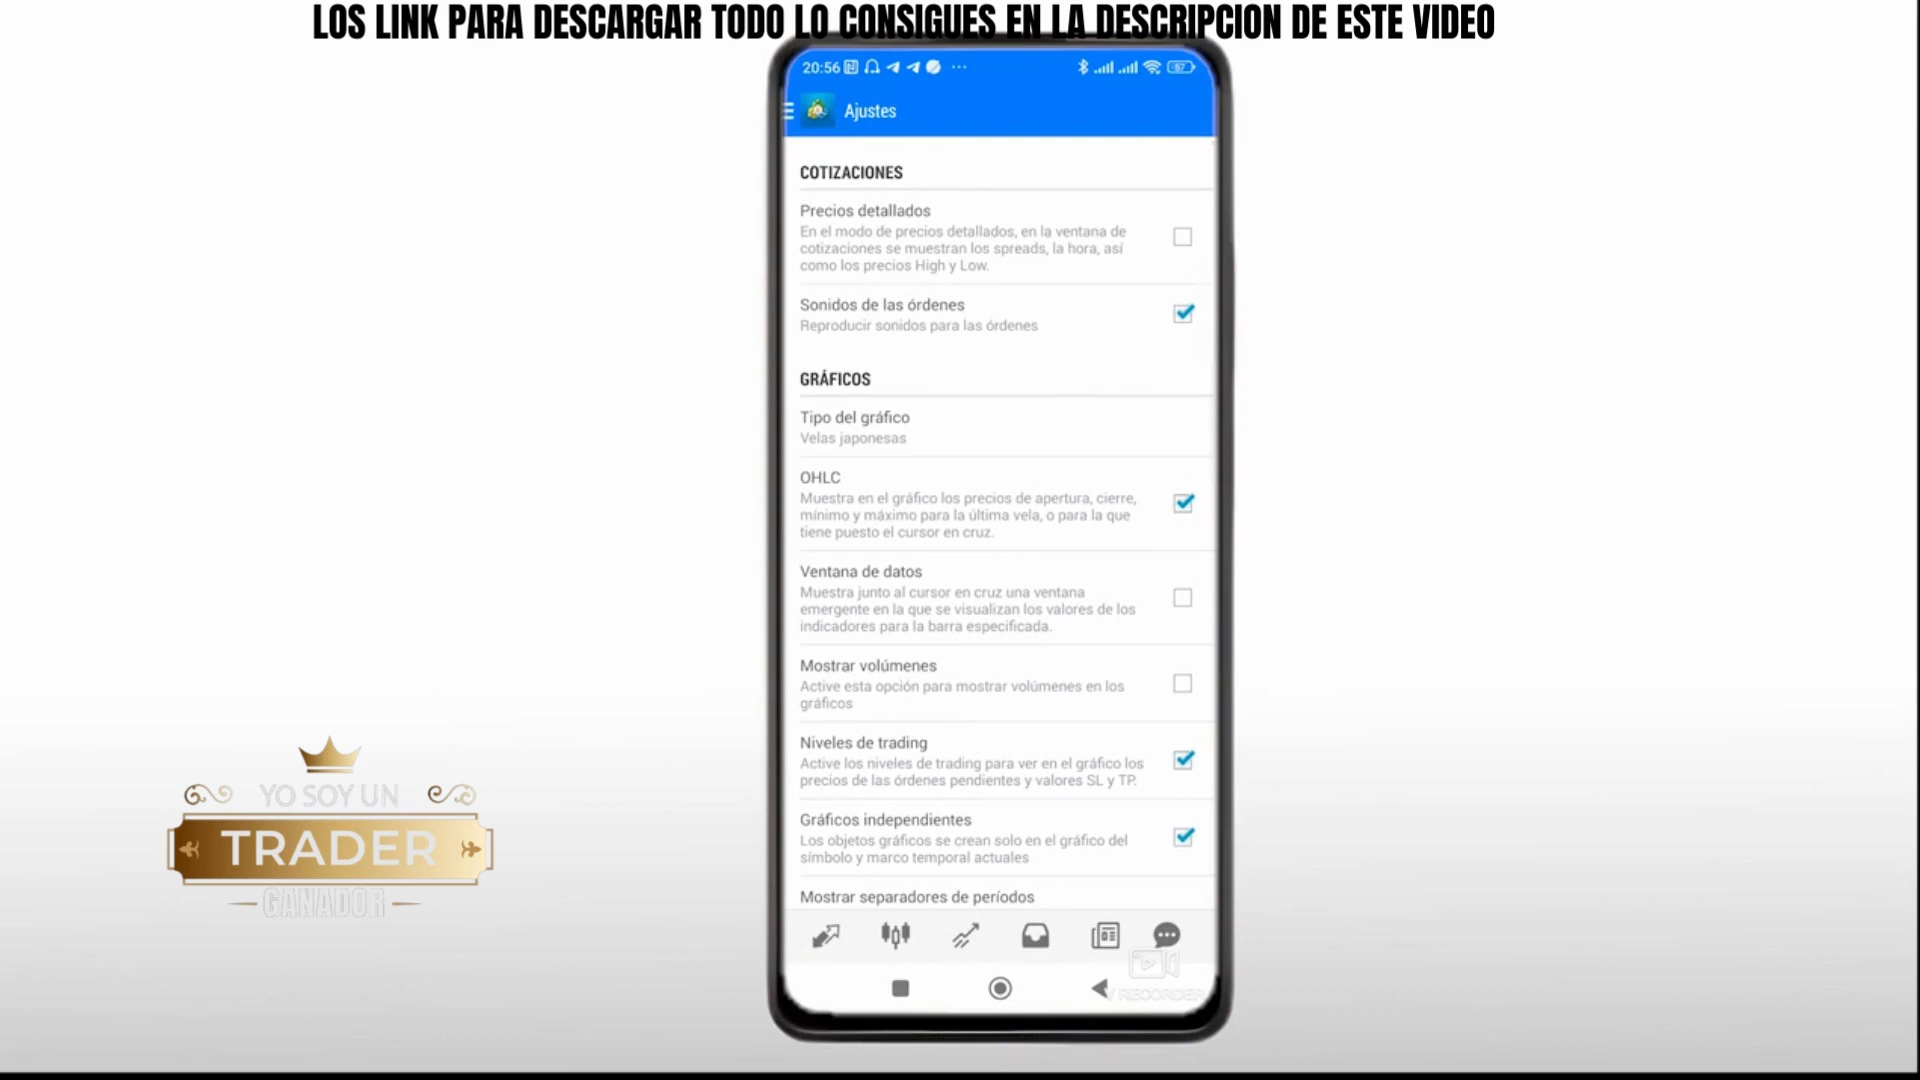 LOS LINK PARA DESCARGAR TODO LO CONSIGUES EN LA DESCRIPCION DE ESTE VIDEO
20:56
57
Ajustes
COTIZACIONES
Precios detallados
En el modo de precios detallados, en la ventana de
cotizaciones se muestran los spreads, la hora, así
como los precios High y Low.
Sonidos de las órdenes
Reproducir sonidos para las órdenes
GRÁFICOS
Tipo del gráfico
Velas japonesas
OHLC
Muestra en el gráfico los precios de apertura, cierre,
mínimo y máximo para la última vela, o para la que
tiene puesto el cursor en cruz.
Ventana de datos
Muestra junto al cursor en cruz una ventana
emergente en la que se visualizan los valores de los
indicadores para la barra especificada.
Mostrar volúmenes
Active esta opción para mostrar volúmenes en los
gráficos
Niveles de trading
Active los niveles de trading para ver en el gráfico los
precios de las órdenes pendientes y valores SL y TP.
Gráficos independientes
Los objetos gráficos se crean solo en el gráfico del
símbolo y marco temporal actuales
Mostrar separadores de períodos
RECORDER
YO SOY UN
TRADER
GANADOR